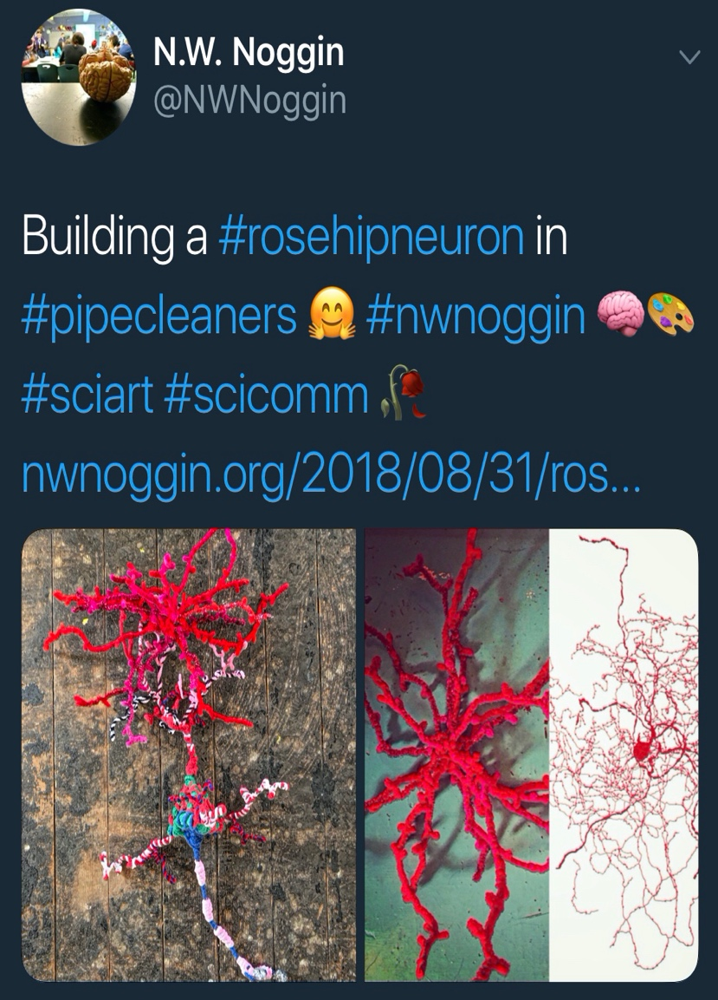 N.W. Noggin
@NWNoggin
Building a #rosehipneuron in
#pipecleaners 🤗 #nwnoggin 🧠🎨
#sciart #scicomm 🥀
nwnoggin.org/2018/08/31/ros...